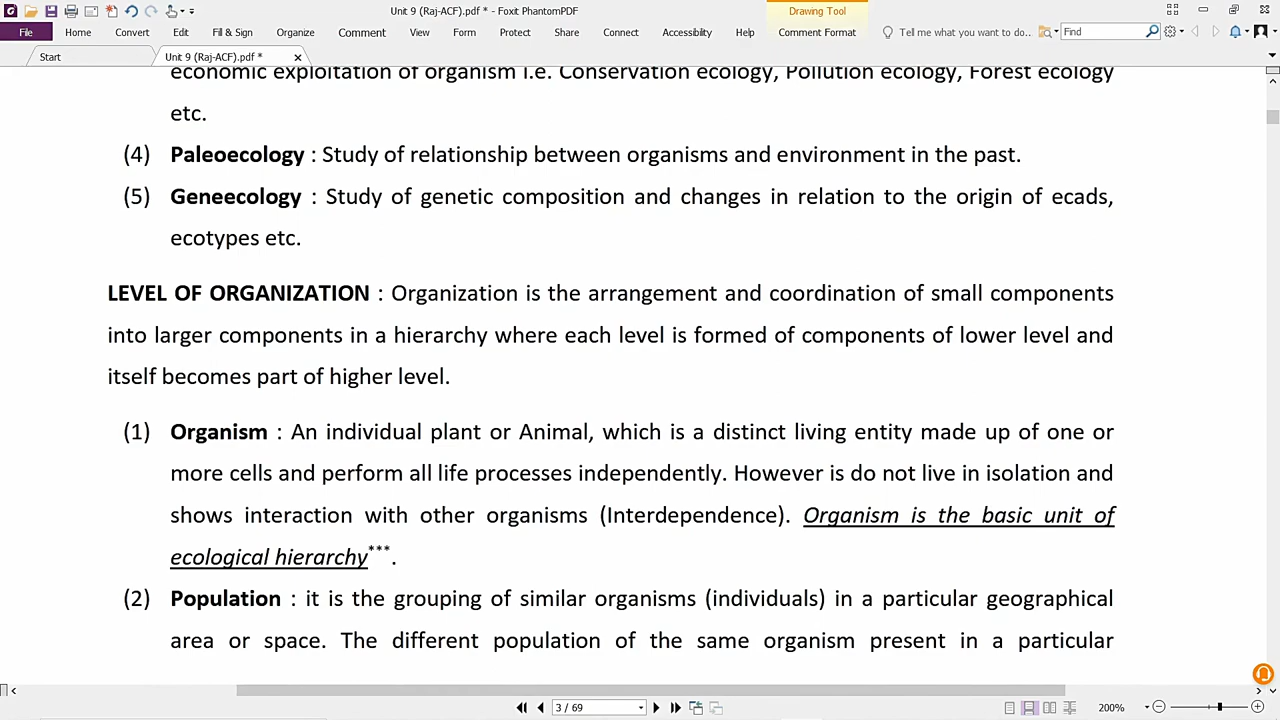 Unit 9 (Raj-ACF).pdf * - Foxit PhantomPDF
Drawing Tool
File Home Convert Edit Fill & Sign Organize Comment View Form Protect Share Connect Accessibility Help Comment Format Tell me what you want to do.. Find
Start Unit 9 (Raj-ACF).pdf *
economic exploitation of organism i.e. Conservation ecology, Pollution ecology, Forest ecology
etc.
(4) Paleoecology : Study of relationship between organisms and environment in the past.
(5) Geneecology : Study of genetic composition and changes in relation to the origin of ecads,
ecotypes etc.
LEVEL OF ORGANIZATION : Organization is the arrangement and coordination of small components
into larger components in a hierarchy where each level is formed of components of lower level and
itself becomes part of higher level.
(1) Organism : An individual plant or Animal, which is a distinct living entity made up of one or
more cells and perform all life processes independently. However is do not live in isolation and
shows interaction with other organisms (Interdependence). Organism is the basic unit of
ecological hierarchy***.
(2) Population : it is the grouping of similar organisms (individuals) in a particular geographical
area or space. The different population of the same organism present in a particular
3 / 69
200%